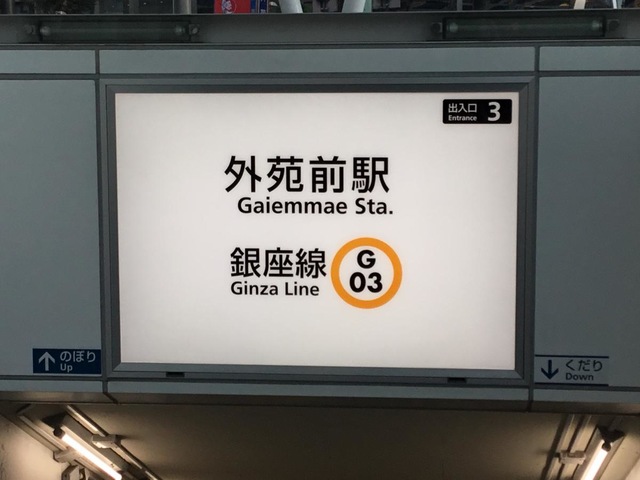 出入口
Entrance 3
外苑前駅
Gaiemmae Sta.
銀座線
Ginza Line
G
03
↑ のぼり
Up
↓ くだり
Down